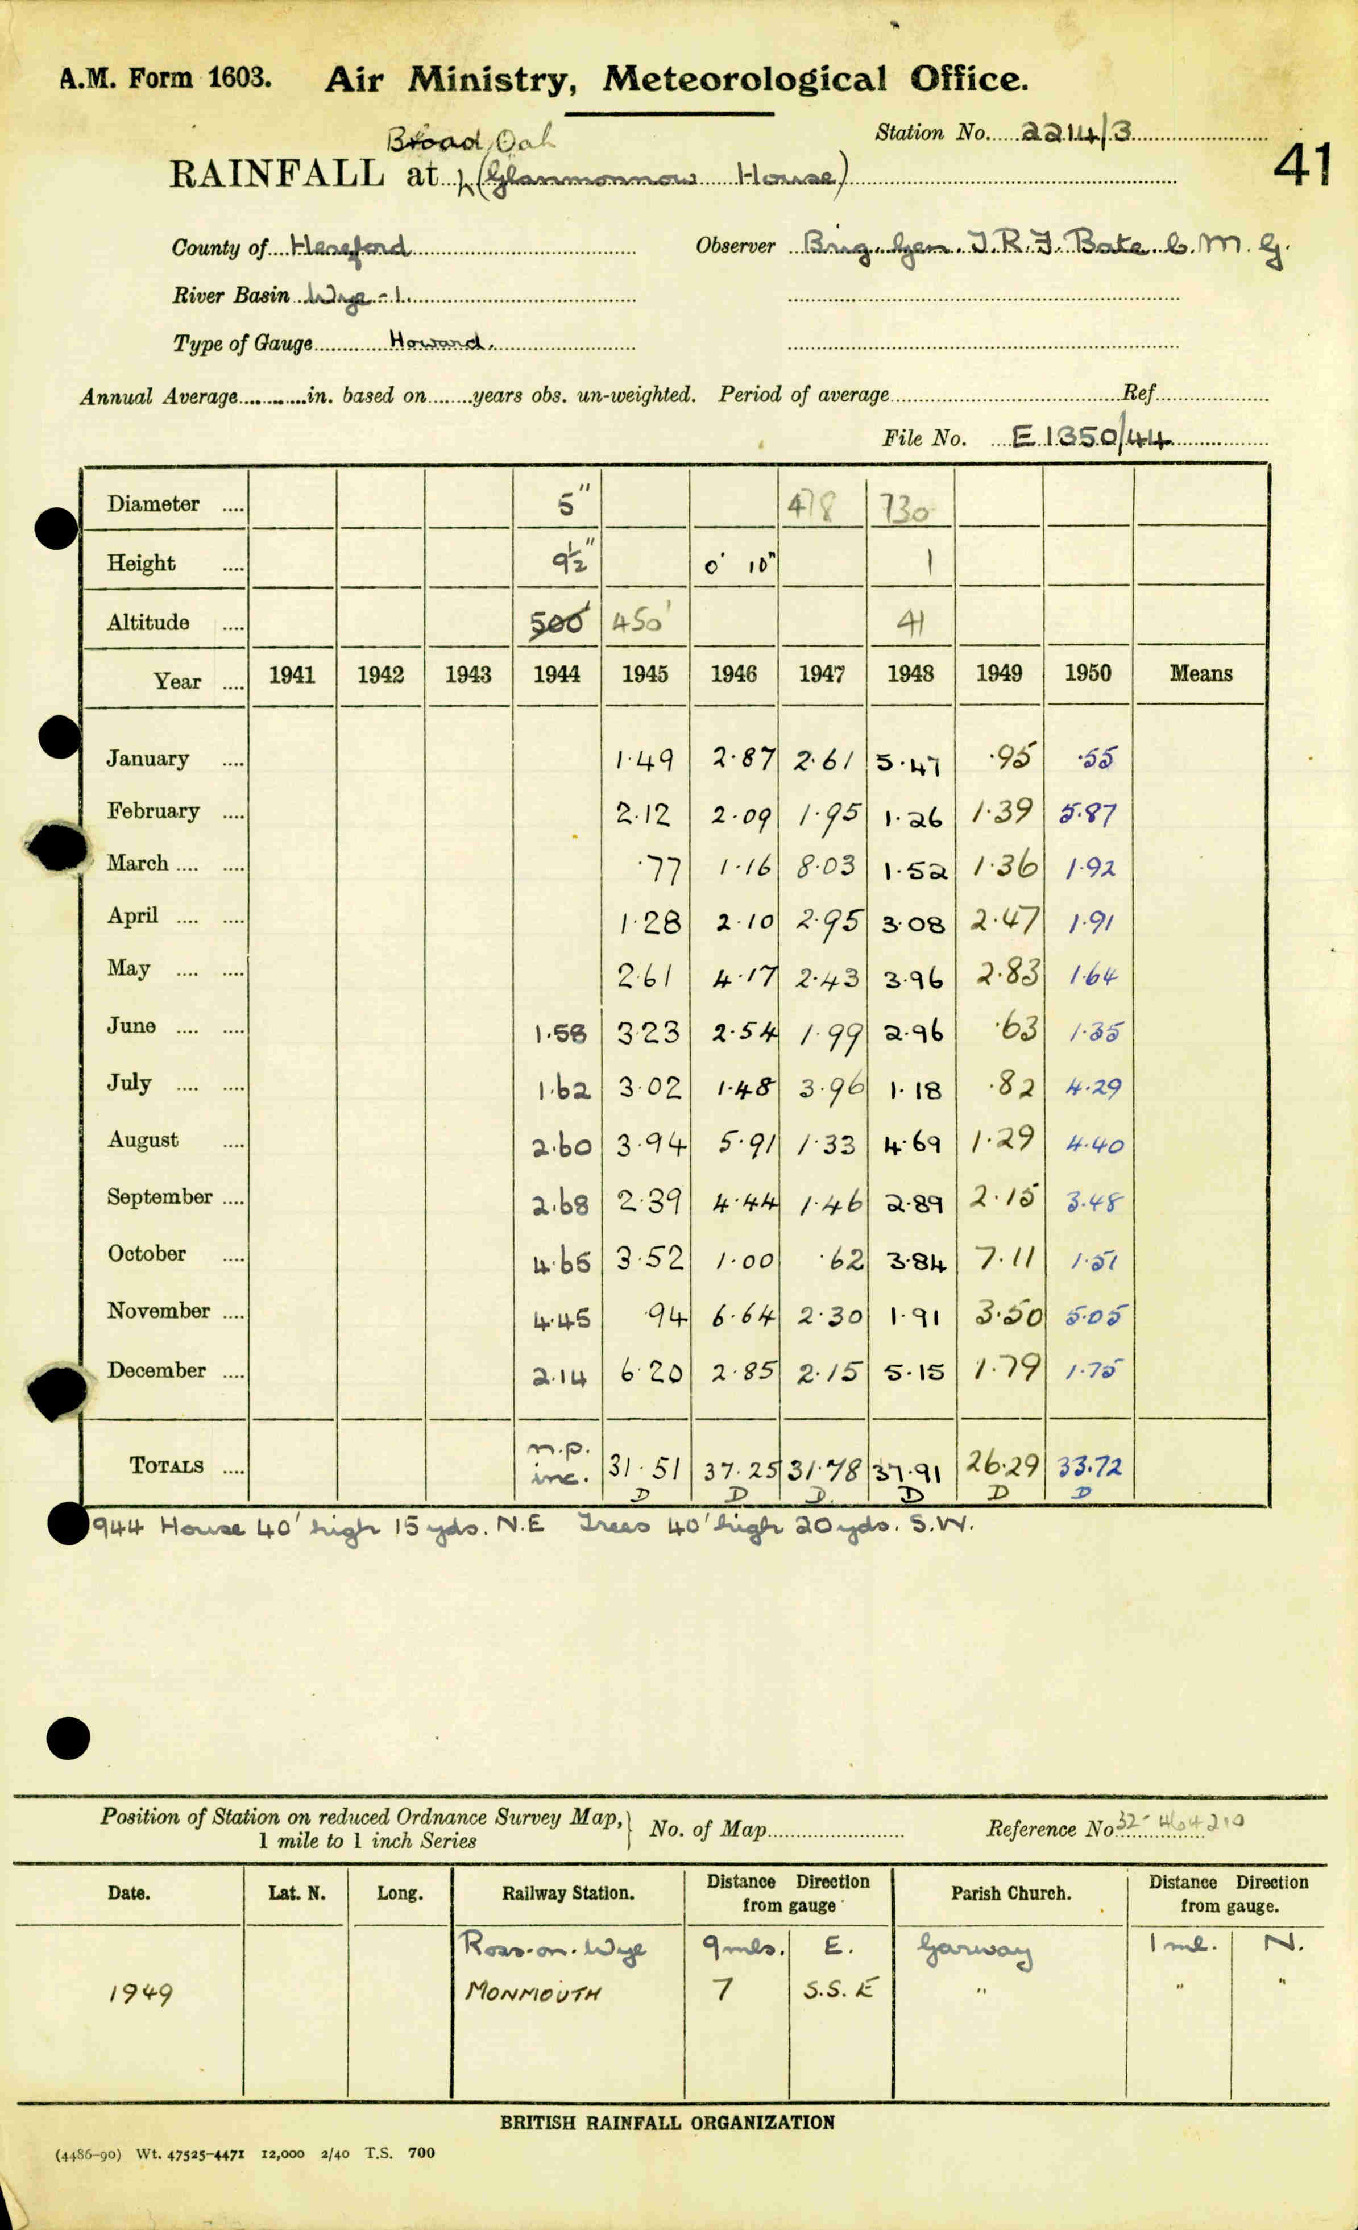 A.M. Form 1603. Air Ministry, Meteorological Office.
Station No. 2214/3
41
Broad Oak
RAINFALL at (Glanmonnow House)
County of Hereford Observer Brig. Gen. T.R.F. Bate C.M.G.
River Basin Wye - 1.
Type of Gauge Howard.
Annual Average in. based on years obs. un-weighted. Period of average Ref
File No. E 1350/44
Diameter 5" 478 730
Height 9½" 0' 10" 1
Altitude 500' 450' 41
Year 1941 1942 1943 1944 1945 1946 1947 1948 1949 1950 Means
January 1.49 2.87 2.61 5.47 .95 .55
February 2.12 2.09 1.95 1.26 1.39 5.87
March .77 1.16 8.03 1.52 1.36 1.92
April 1.28 2.10 2.95 3.08 2.47 1.91
May 2.61 4.17 2.43 3.96 2.83 1.64
June 1.58 3.23 2.54 1.99 2.96 .63 1.35
July 1.62 3.02 1.48 3.96 1.18 .82 4.29
August 2.60 3.94 5.91 1.33 4.69 1.29 4.40
September 2.68 2.39 4.44 1.46 2.89 2.15 3.48
October 4.65 3.52 1.00 .62 3.84 7.11 1.51
November 4.45 .94 6.64 2.30 1.91 3.50 5.05
December 2.14 6.20 2.85 2.15 5.15 1.79 1.75
TOTALS n.p. inc. 31.51 37.25 31.78 37.91 26.29 33.72
D D D D D D
944 House 40' high 15 yds. N.E Trees 40' high 20 yds. S.W.
Position of Station on reduced Ordnance Survey Map, 1 mile to 1 inch Series } No. of Map Reference No 32-464210
Date. Lat. N. Long. Railway Station. Distance Direction from gauge Parish Church. Distance Direction from gauge.
Ross-on-Wye 9 mls. E. Garway 1 ml. N.
1949 MONMOUTH 7 S.S.E " " "
BRITISH RAINFALL ORGANIZATION
(4486-90) Wt. 47525-4471 12,000 2/40 T.S. 700